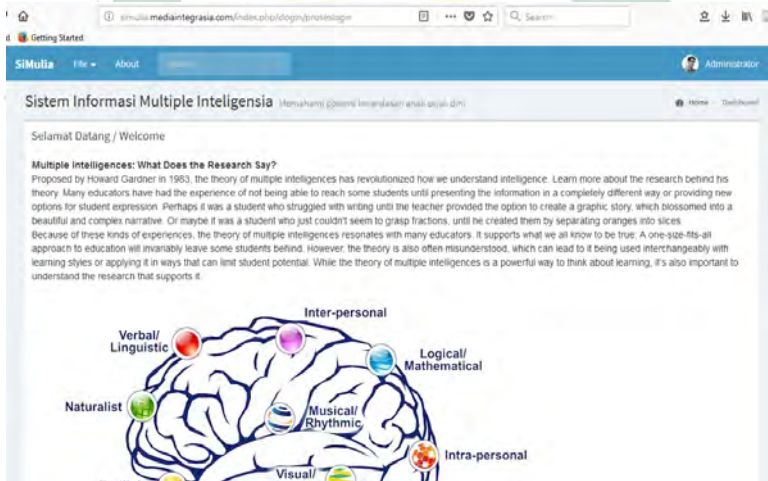 simulia.mediaintegrasia.com/index.php/clogin/proseslogin
Search
Getting Started
SiMulia File About
Administrator
Sistem Informasi Multiple Inteligensia Memahami potensi kecerdasan anak sejak dini
Home Dashboard
Selamat Datang / Welcome
Multiple Intelligences: What Does the Research Say?
Proposed by Howard Gardner in 1983, the theory of multiple intelligences has revolutionized how we understand intelligence. Learn more about the research behind his
theory. Many educators have had the experience of not being able to reach some students until presenting the information in a completely different way or providing new
options for student expression. Perhaps it was a student who struggled with writing until the teacher provided the option to create a graphic story, which blossomed into a
beautiful and complex narrative. Or maybe it was a student who just couldn't seem to grasp fractions, until he created them by separating oranges into slices.
Because of these kinds of experiences, the theory of multiple intelligences resonates with many educators. It supports what we all know to be true: A one-size-fits-all
approach to education will invariably leave some students behind. However, the theory is also often misunderstood, which can lead to it being used interchangeably with
learning styles or applying it in ways that can limit student potential. While the theory of multiple intelligences is a powerful way to think about learning, it's also important to
understand the research that supports it.
Inter-personal
Verbal/
Linguistic
Logical/
Mathematical
Naturalist
Musical/
Rhythmic
Intra-personal
Visual/